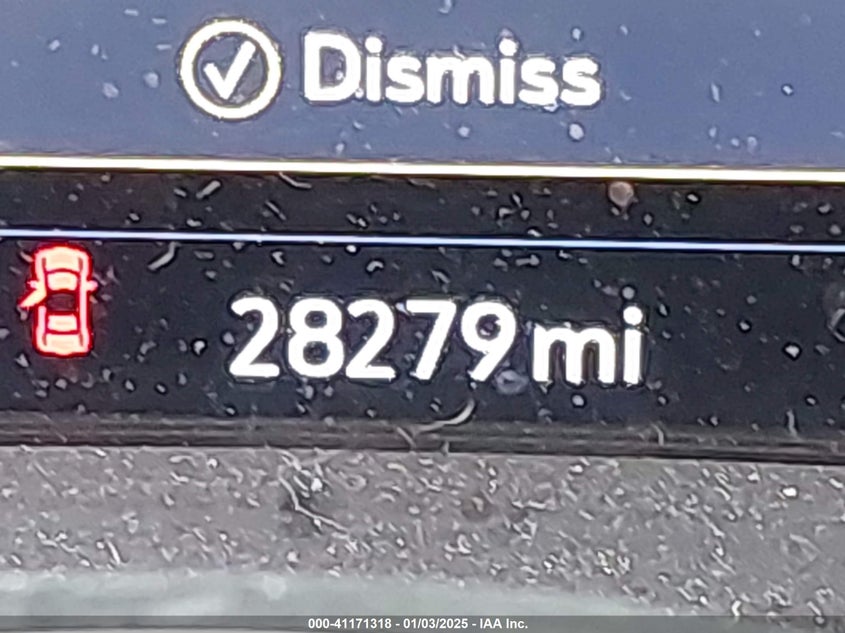 Dismiss
28279 mi
000-41171318 - 01/03/2025 - IAA Inc.